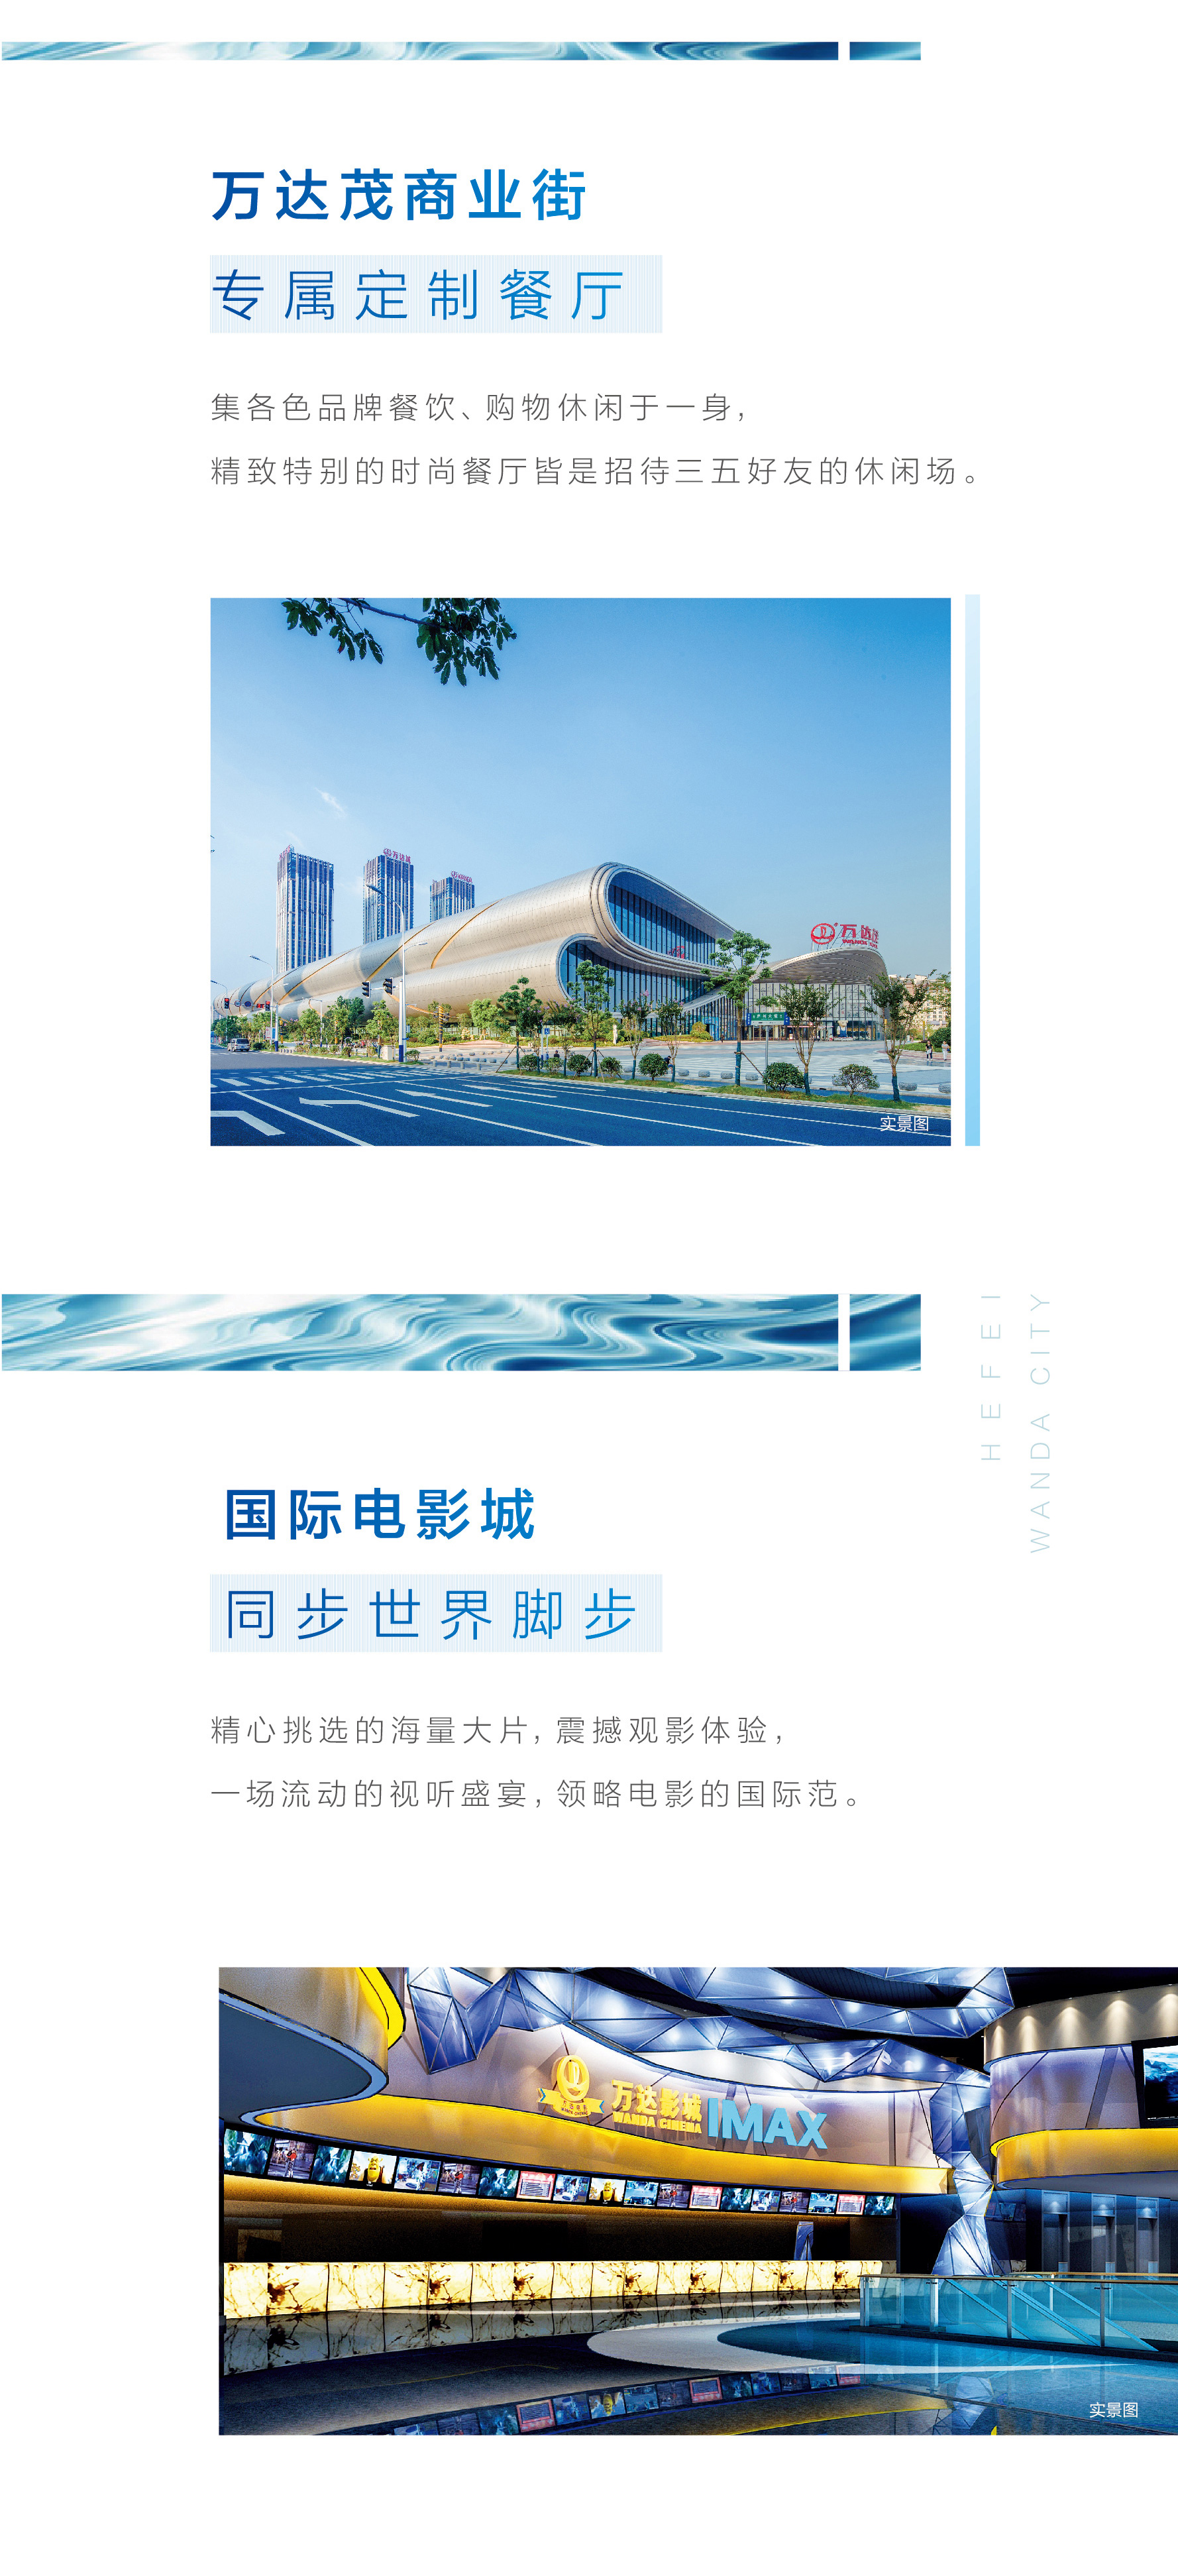 万达茂商业街
专属定制餐厅
集各色品牌餐饮、购物休闲于一身,
精致特别的时尚餐厅皆是招待三五好友的休闲场。
万达城
万达茂
实景图
HEFEI
WANDA CITY
国际电影城
同步世界脚步
精心挑选的海量大片,震撼观影体验,
一场流动的视听盛宴,领略电影的国际范。
万达影城 IMAX
WANDA CINEMA
实景图